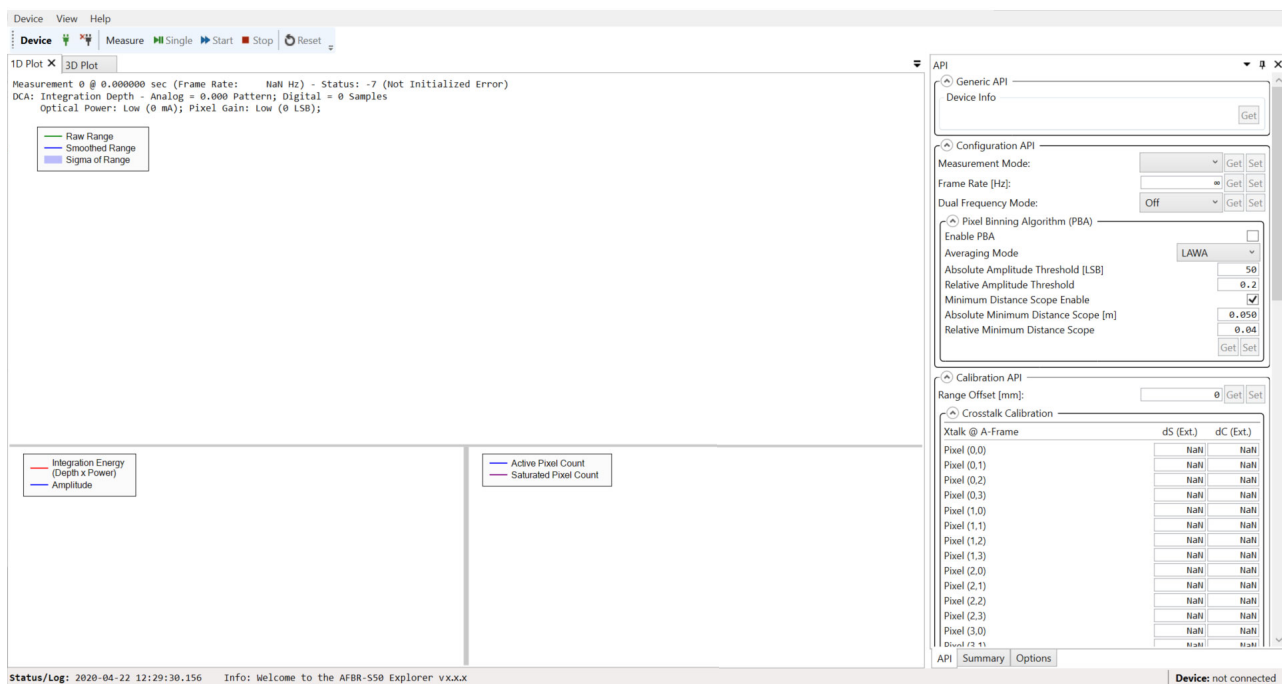 Device View Help
Device Measure Single Start Stop Reset
1D Plot 3D Plot
Measurement 0 @ 0.000000 sec (Frame Rate: NaN Hz) - Status: -7 (Not Initialized Error)
DCA: Integration Depth - Analog = 0.000 Pattern; Digital = 0 Samples
Optical Power: Low (0 mA); Pixel Gain: Low (0 LSB);
Raw Range
Smoothed Range
Sigma of Range
Integration Energy
(Depth x Power)
Amplitude
Active Pixel Count
Saturated Pixel Count
API
Generic API
Device Info
Get
Configuration API
Measurement Mode: Get Set
Frame Rate [Hz]: ∞ Get Set
Dual Frequency Mode: Off Get Set
Pixel Binning Algorithm (PBA)
Enable PBA
Averaging Mode LAWA
Absolute Amplitude Threshold [LSB] 50
Relative Amplitude Threshold 0.2
Minimum Distance Scope Enable
Absolute Minimum Distance Scope [m] 0.050
Relative Minimum Distance Scope 0.04
Get Set
Calibration API
Range Offset [mm]: 0 Get Set
Crosstalk Calibration
Xtalk @ A-Frame dS (Ext.) dC (Ext.)
Pixel (0,0) NaN NaN
Pixel (0,1) NaN NaN
Pixel (0,2) NaN NaN
Pixel (0,3) NaN NaN
Pixel (1,0) NaN NaN
Pixel (1,1) NaN NaN
Pixel (1,2) NaN NaN
Pixel (1,3) NaN NaN
Pixel (2,0) NaN NaN
Pixel (2,1) NaN NaN
Pixel (2,2) NaN NaN
Pixel (2,3) NaN NaN
Pixel (3,0) NaN NaN
Pixel (3,1) NaN NaN
API Summary Options
Status/Log: 2020-04-22 12:29:30.156 Info: Welcome to the AFBR-S50 Explorer vx.x.x
Device: not connected